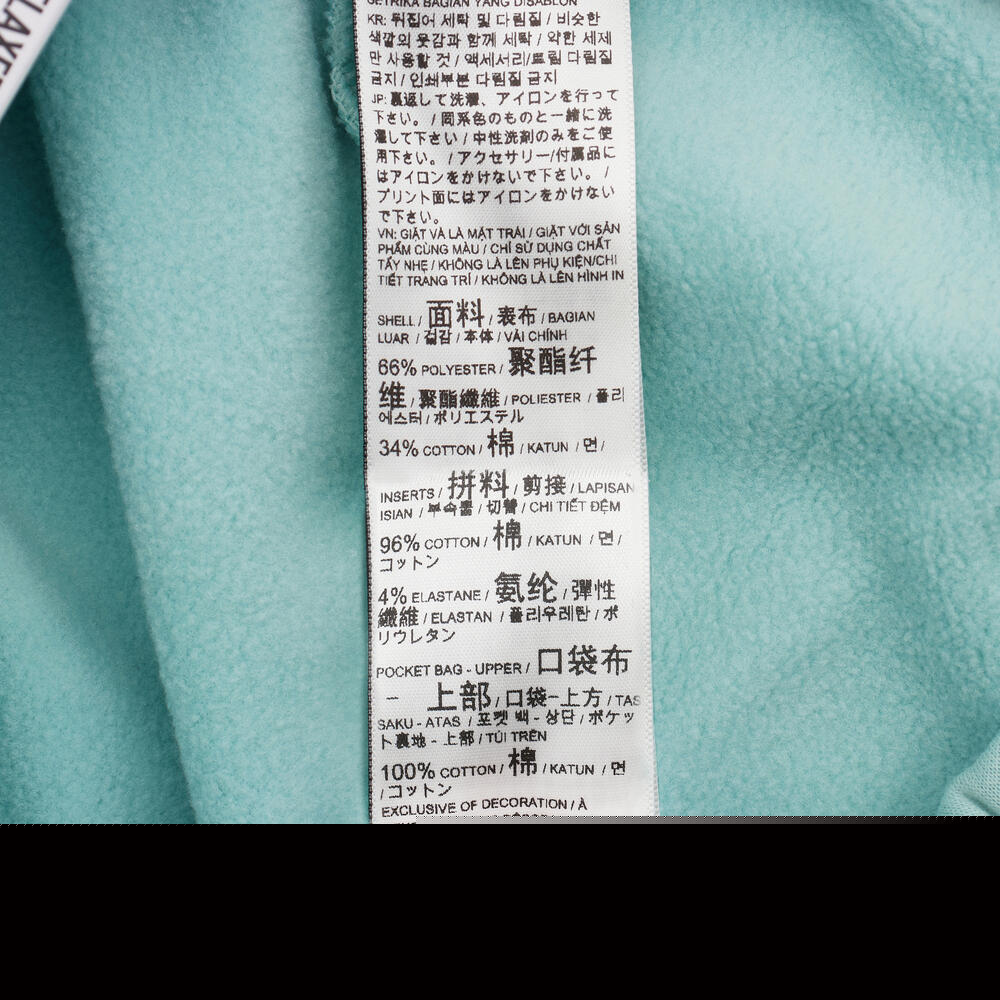 GETRIKA BAGIAN YANG DISABLON
KR: 뒤집어 세탁 및 다림질 / 비슷한
색깔의 옷감과 함께 세탁 / 약한 세제
만 사용할 것 / 액세서리/트림 다림질
금지 / 인쇄부분 다림질 금지
JP: 裏返して洗濯、アイロンを行って
下さい。 / 同系色のものと一緒に洗
濯して下さい / 中性洗剤のみをご使
用下さい。 / アクセサリー/付属品に
はアイロンをかけないで下さい。 /
プリント面にはアイロンをかけない
で下さい。
VN: GIẶT VÀ LÀ MẶT TRÁI / GIẶT VỚI SẢN
PHẨM CÙNG MÀU / CHỈ SỬ DỤNG CHẤT
TẨY NHẸ / KHÔNG LÀ LÊN PHỤ KIỆN/CHI
TIẾT TRANG TRÍ / KHÔNG LÀ LÊN HÌNH IN
SHELL / 面料 / 表布 / BAGIAN
LUAR / 겉감 / 本体 / VẢI CHÍNH
66% POLYESTER / 聚酯纤
维 / 聚酯纖維 / POLIESTER / 폴리
에스터 / ポリエステル
34% COTTON / 棉 / KATUN / 면 /
INSERTS / 拼料 / 剪接 / LAPISAN
ISIAN / 부속품 / 切替 / CHI TIẾT ĐỆM
96% COTTON / 棉 / KATUN / 면 /
コットン
4% ELASTANE / 氨纶 / 彈性
纖維 / ELASTAN / 폴리우레탄 / ポ
リウレタン
POCKET BAG - UPPER / 口袋布
- 上部 / 口袋-上方 / TAS
SAKU - ATAS / 포켓 백 - 상단 / ポケッ
ト裏地 - 上部 / TÚI TRÊN
100% COTTON / 棉 / KATUN / 면
/ コットン
EXCLUSIVE OF DECORATION / À